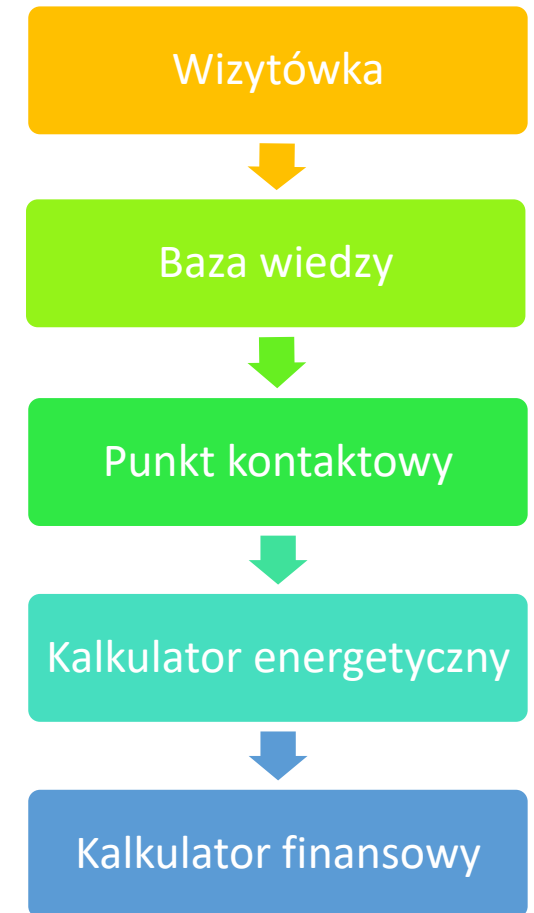 Wizytówka
Baza wiedzy
Punkt kontaktowy
Kalkulator energetyczny
Kalkulator finansowy